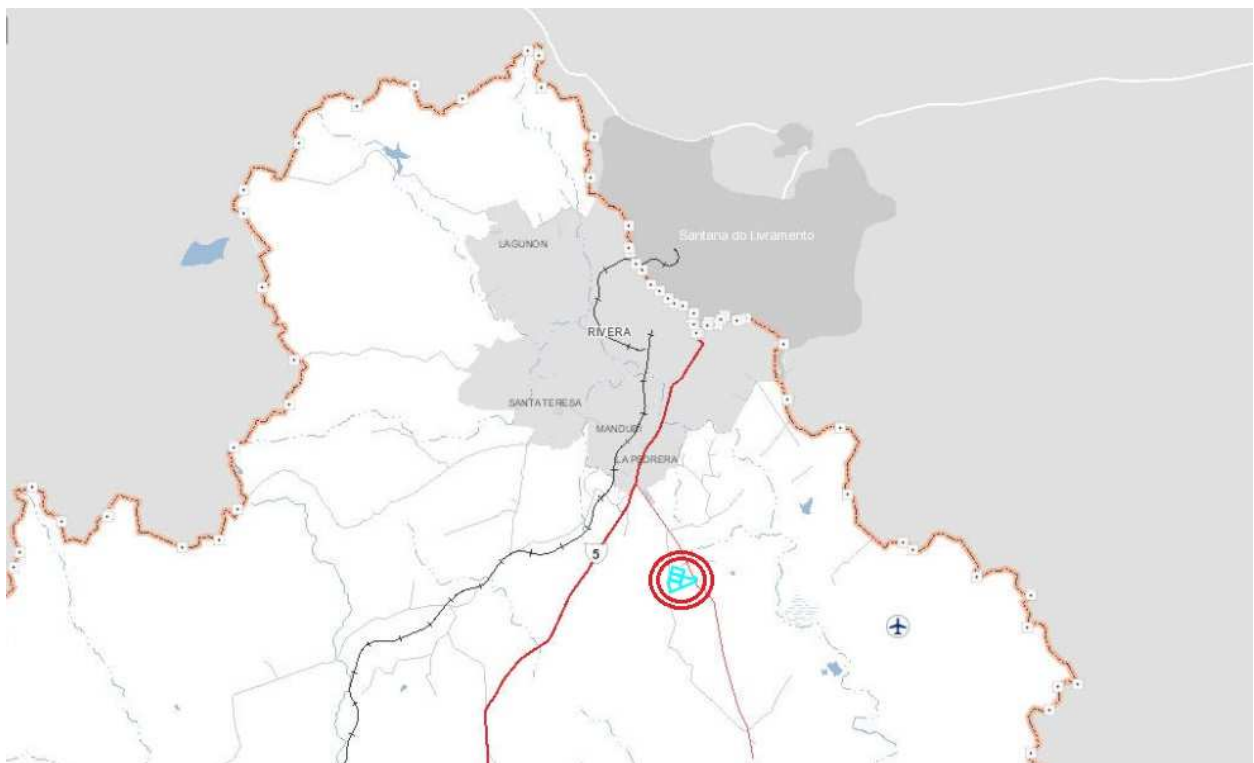 Santana do Livramento
LAGUNON
RIVERA
SANTA TERESA
MANDUBI
LA PEDRERA
5